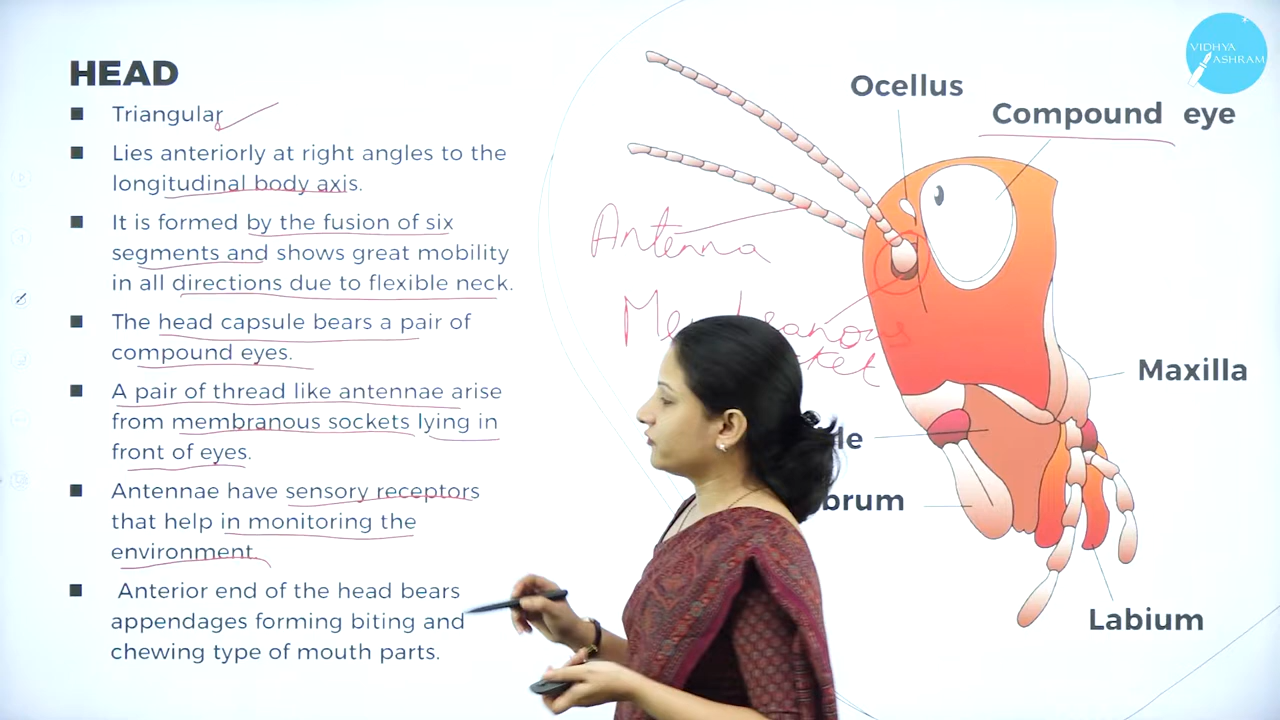 HEAD
Triangular
Lies anteriorly at right angles to the
longitudinal body axis.
It is formed by the fusion of six
segments and shows great mobility
in all directions due to flexible neck.
The head capsule bears a pair of
compound eyes.
A pair of thread like antennae arise
from membranous sockets lying in
front of eyes.
Antennae have sensory receptors
that help in monitoring the
environment.
Anterior end of the head bears
appendages forming biting and
chewing type of mouth parts.
VIDHYA
ASHRAM
Ocellus
Compound eye
Antenna
Maxilla
Labium